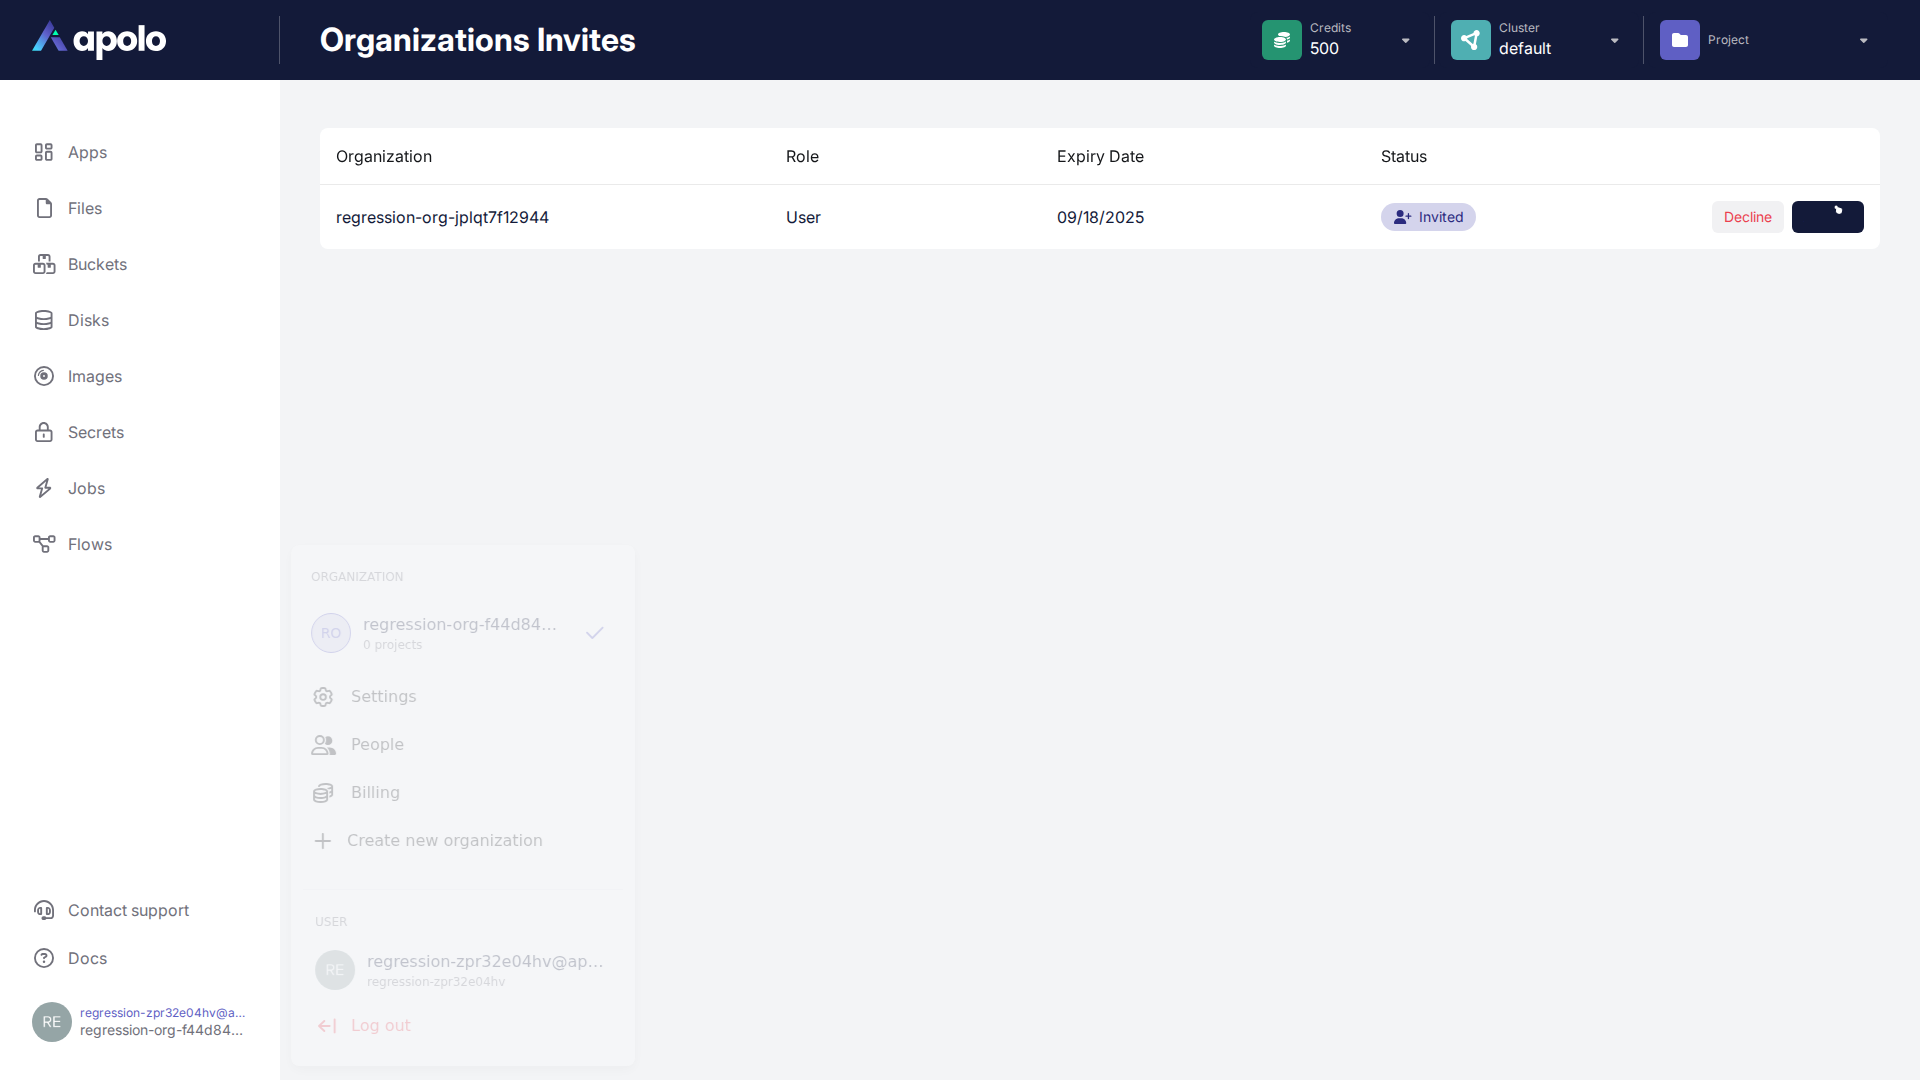 apolo
Organizations Invites
Credits
500
Cluster
default
Project
Apps
Files
Buckets
Disks
Images
Secrets
Jobs
Flows
Contact support
Docs
RE
regression-zpr32e04hv@a...
regression-org-f44d84...
Organization
Role
Expiry Date
Status
regression-org-jplqt7f12944
User
09/18/2025
Invited
Decline
ORGANIZATION
RO
regression-org-f44d84...
0 projects
Settings
People
Billing
Create new organization
USER
RE
regression-zpr32e04hv@ap...
regression-zpr32e04hv
Log out